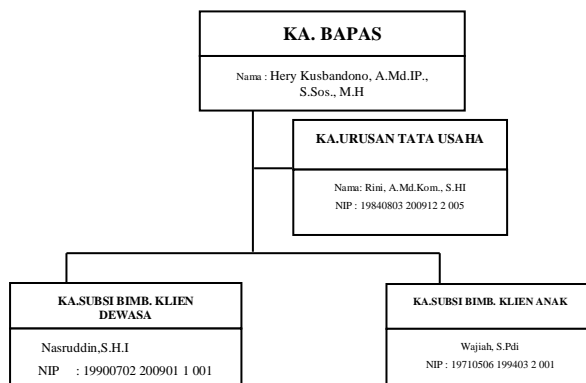 KA. BAPAS
Nama : Hery Kusbandono, A.Md.IP.,
S.Sos., M.H
KA.URUSAN TATA USAHA
Nama: Rini, A.Md.Kom., S.HI
NIP : 19840803 200912 2 005
KA.SUBSI BIMB. KLIEN
DEWASA
Nasruddin,S.H.I
NIP : 19900702 200901 1 001
KA.SUBSI BIMB. KLIEN ANAK
Wajiah, S.Pdi
NIP : 19710506 199403 2 001